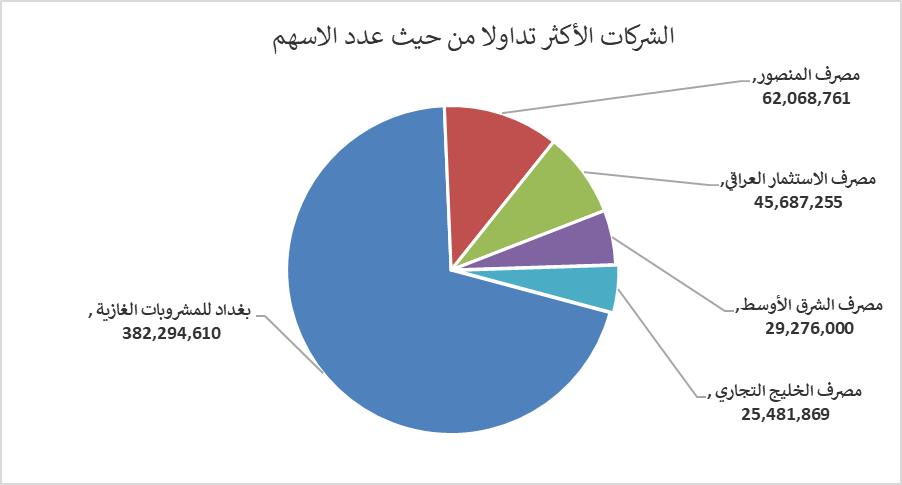 الشركات الأكثر تداولا من حيث عدد الاسهم
مصرف المنصور,
62,068,761
مصرف الاستثمار العراقي,
45,687,255
مصرف الشرق الأوسط,
29,276,000
مصرف الخليج التجاري ,
25,481,869
بغداد للمشروبات الغازية ,
382,294,610